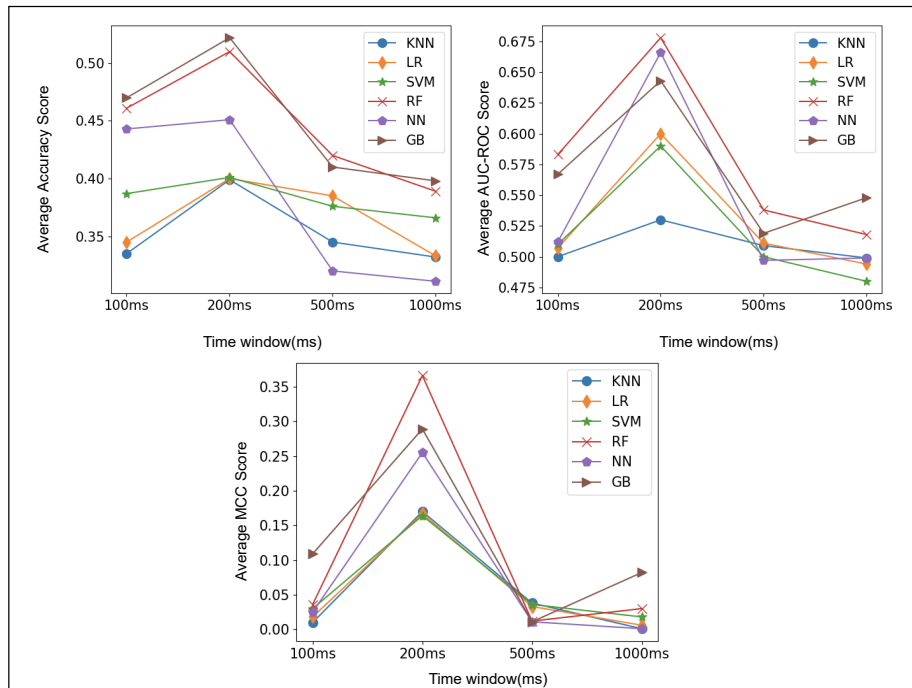 Average Accuracy Score
0.50
0.45
0.40
0.35
KNN
LR
SVM
RF
NN
GB
100ms 200ms 500ms 1000ms
Time window(ms)
Average AUC-ROC Score
0.675
0.650
0.625
0.600
0.575
0.550
0.525
0.500
0.475
KNN
LR
SVM
RF
NN
GB
100ms 200ms 500ms 1000ms
Time window(ms)
Average MCC Score
0.35
0.30
0.25
0.20
0.15
0.10
0.05
0.00
KNN
LR
SVM
RF
NN
GB
100ms 200ms 500ms 1000ms
Time window(ms)